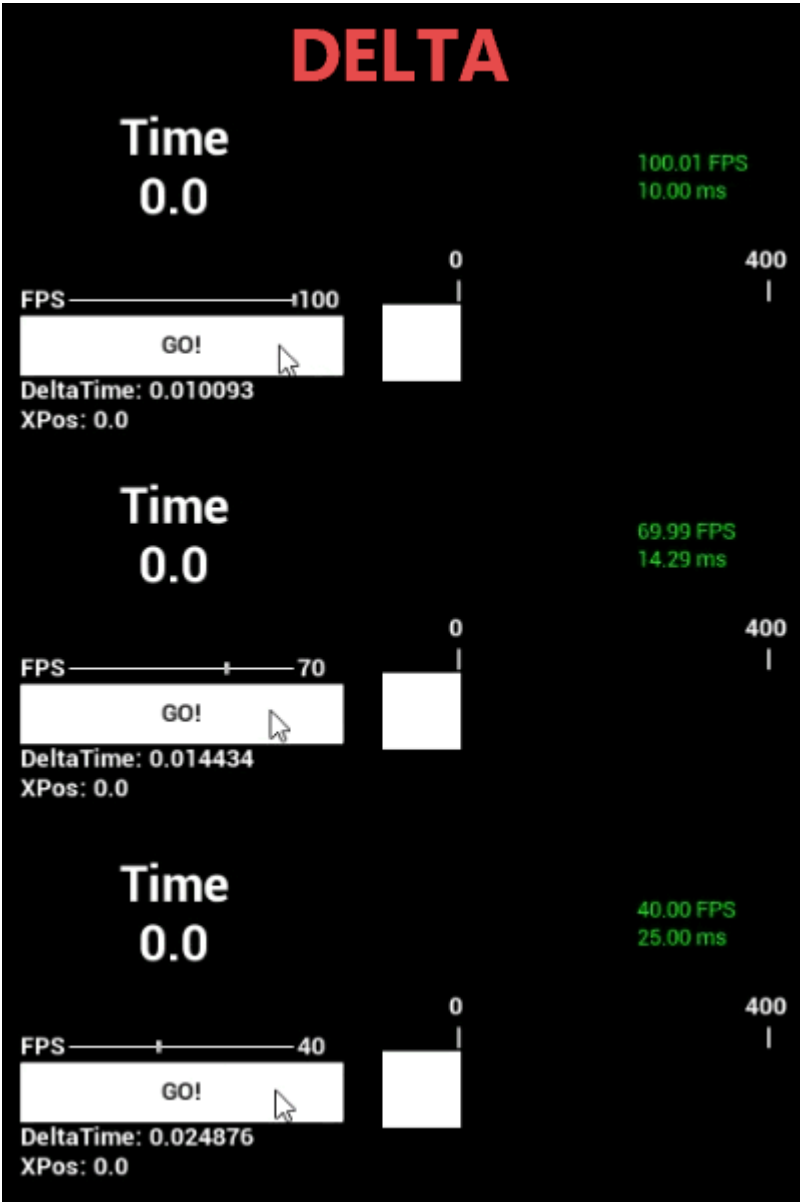 DELTA
Time
0.0
100.01 FPS
10.00 ms
0 400
FPS 100
GO!
DeltaTime: 0.010093
XPos: 0.0
Time
0.0
69.99 FPS
14.29 ms
0 400
FPS 70
GO!
DeltaTime: 0.014434
XPos: 0.0
Time
0.0
40.00 FPS
25.00 ms
0 400
FPS 40
GO!
DeltaTime: 0.024876
XPos: 0.0